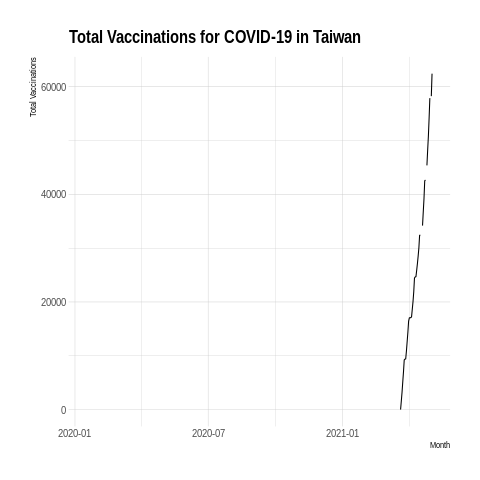 Total Vaccinations for COVID-19 in Taiwan
Total Vaccinations
60000
40000
20000
0
2020-01 2020-07 2021-01
Month